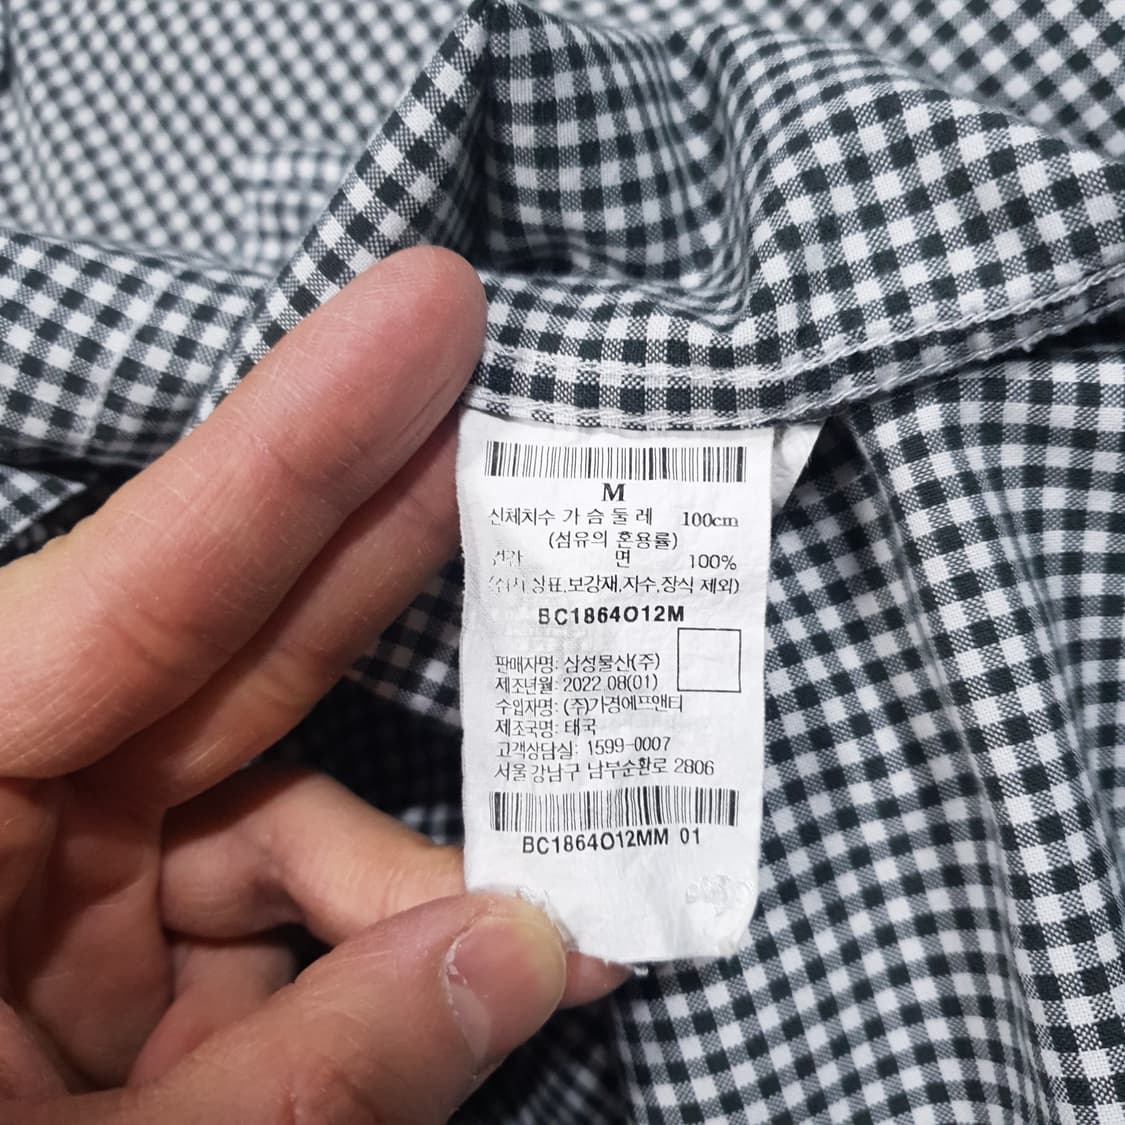 M
신체치수 가 슴 둘 레 100cm
(섬유의 혼용률)
면 100%
상표,보강재,자수,장식 제외)
BC1864O12M
판매자명: 삼성물산(주)
제조년월: 2022.08(01)
수입자명: (주)가경에프앤티
제조국명: 태국
고객상담실: 1599-0007
서울 강남구 남부순환로 2806
BC1864O12MM 01